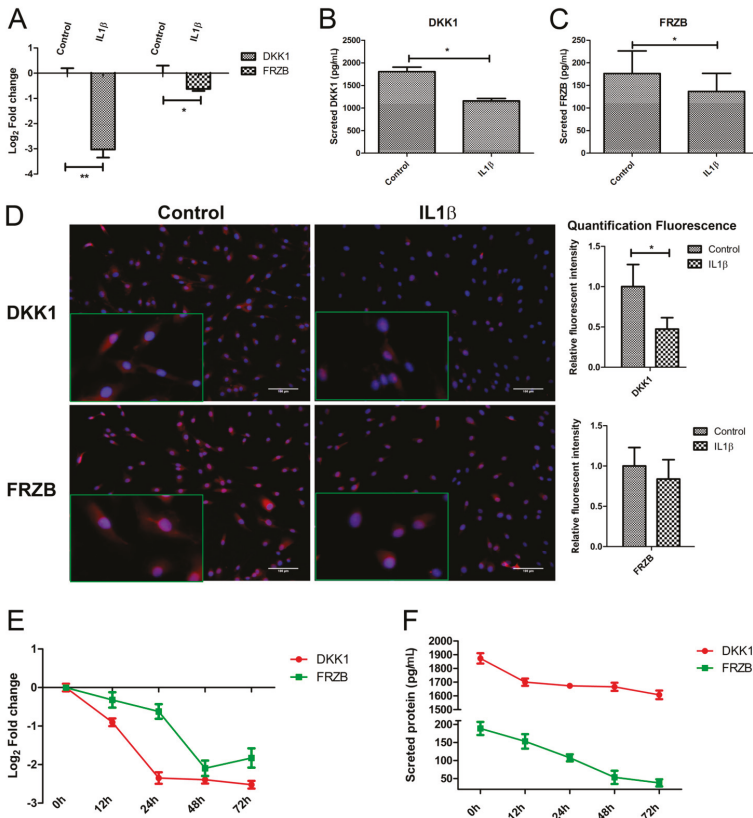 A
Control
IL1β
Control
IL1β
DKK1
FRZB
1
0
-1
-2
-3
-4
Log2 Fold change
**
*
B
DKK1
Screted DKK1 (pg/mL)
2500
2000
1500
1000
500
0
*
Control
IL1β
C
FRZB
Screted FRZB (pg/mL)
250
200
150
100
50
0
*
Control
IL1β
D
Control
IL1β
DKK1
FRZB
Quantification Fluorescence
Relative fluorescent intensity
1.5
1.0
0.5
0.0
*
Control
IL1β
DKK1
Relative fluorescent intensity
1.5
1.0
0.5
0.0
Control
IL1β
FRZB
E
Log2 Fold change
1
0
-1
-2
-3
0h
12h
24h
48h
72h
DKK1
FRZB
F
Screted protein (pg/mL)
2000
1900
1800
1700
1600
1500
200
150
100
50
0h
12h
24h
48h
72h
DKK1
FRZB